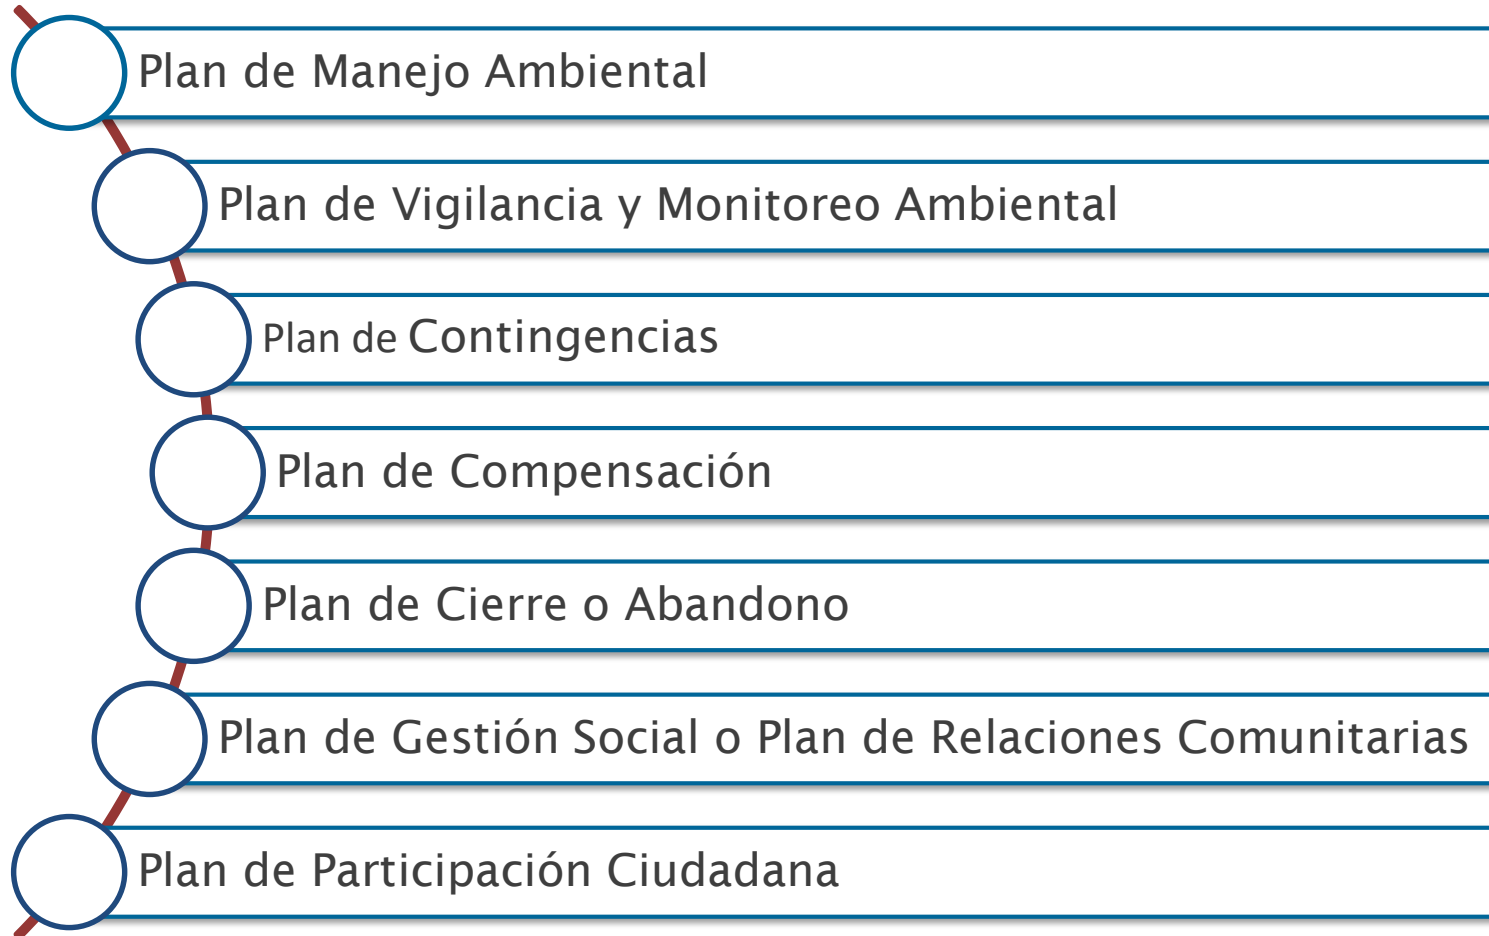 Plan de Manejo Ambiental
Plan de Vigilancia y Monitoreo Ambiental
Plan de Contingencias
Plan de Compensación
Plan de Cierre o Abandono
Plan de Gestión Social o Plan de Relaciones Comunitarias
Plan de Participación Ciudadana